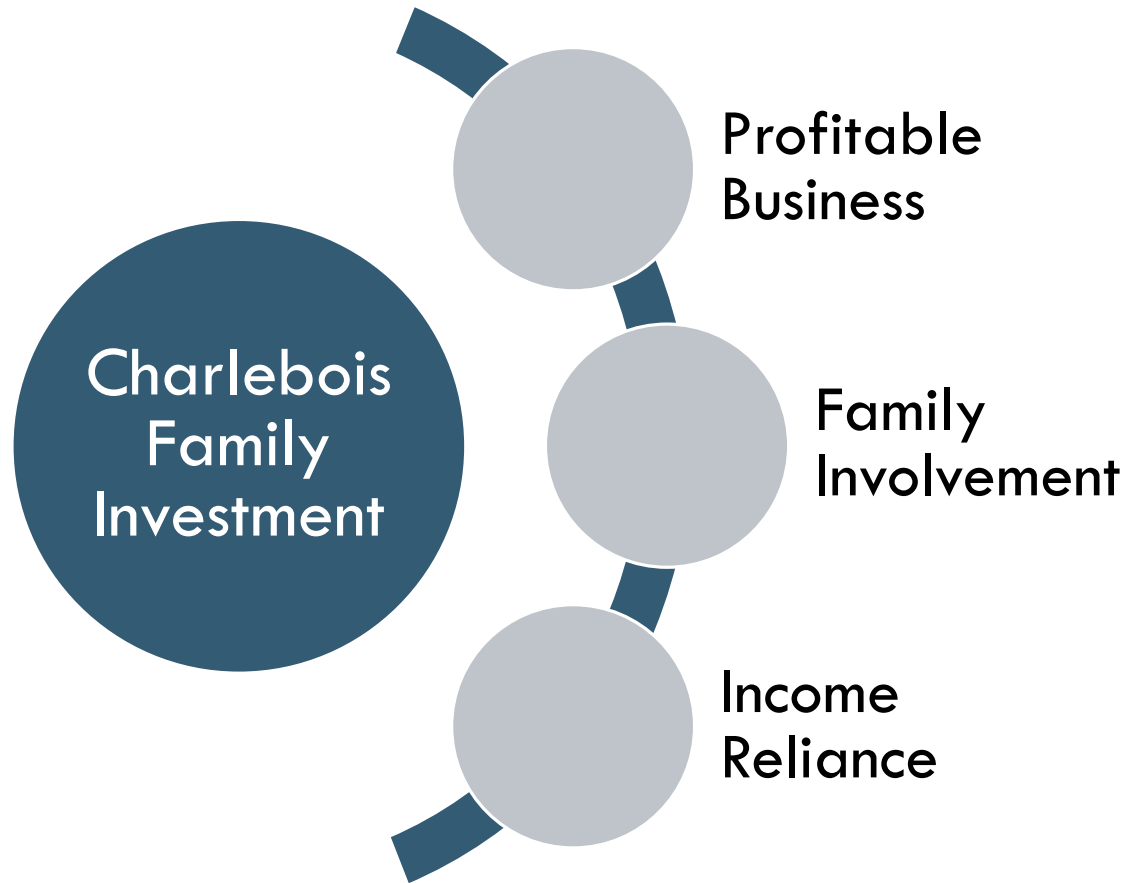 Charlebois
Family
Investment
Profitable
Business
Family
Involvement
Income
Reliance